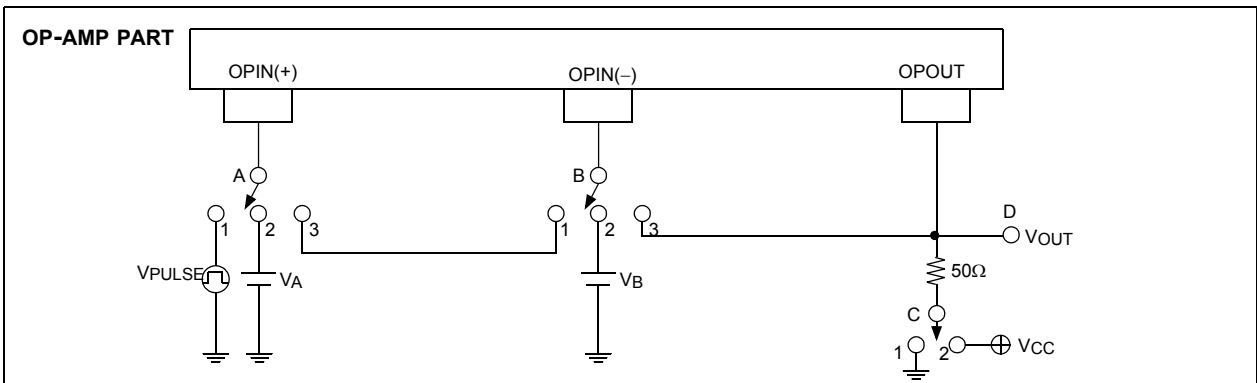 OP-AMP PART
OPIN(+) OPIN(−) OPOUT
A B
1 2 3 1 2 3 D
VOUT
VPULSE VA VB 50Ω
C
1 2 VCC